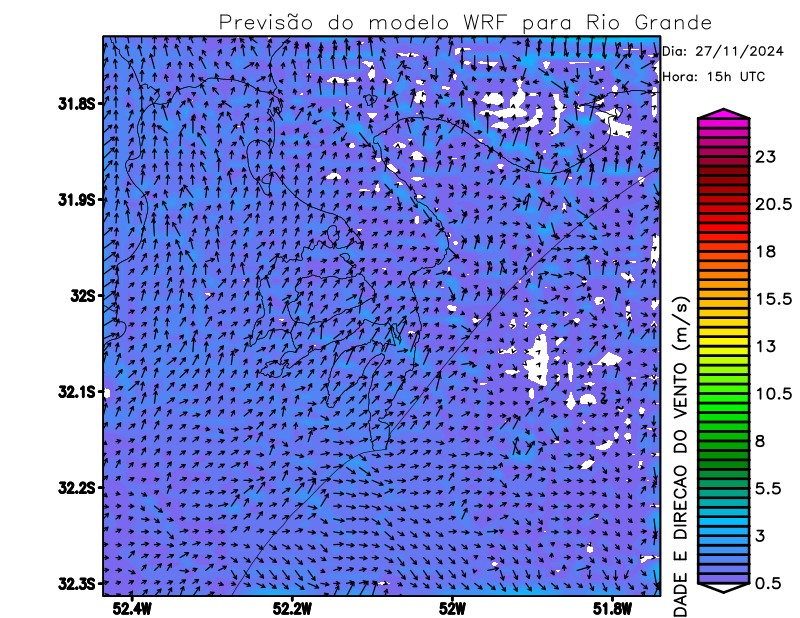 Previsão do modelo WRF para Rio Grande
Dia: 27/11/2024
Hora: 15h UTC
31.8S
31.9S
32S
32.1S
32.2S
32.3S
52.4W
52.2W
52W
51.8W
23
20.5
18
15.5
13
10.5
8
5.5
3
0.5
DADE E DIRECAO DO VENTO (m/s)